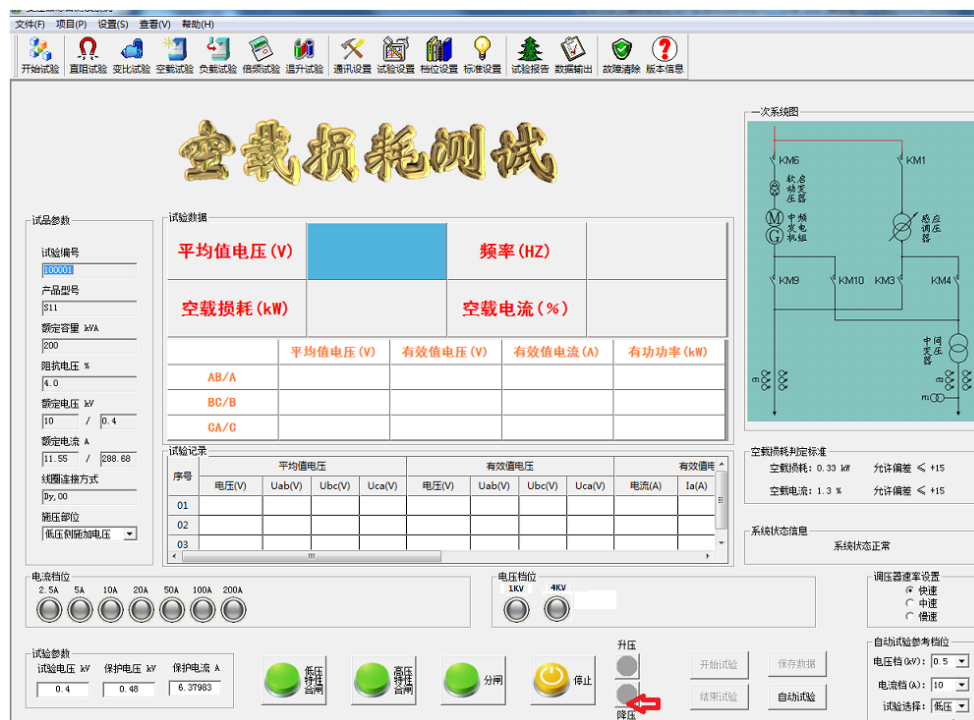 文件(F) 项目(P) 设置(S) 查看(V) 帮助(H)
开始试验 直阻试验 变比试验 空载试验 负载试验 倍频试验 温升试验 通讯设置 试验设置 档位设置 标准设置 试验报告 数据输出 故障清除 版本信息
空载损耗测试
试品参数
试验编号
100001
产品型号
S11
额定容量 kVA
200
阻抗电压 %
4.0
额定电压 kV
10 / 0.4
额定电流 A
11.55 / 288.68
线圈连接方式
Dy,00
施压部位
低压侧施加电压
试验数据
平均值电压(V) 频率(HZ)
空载损耗(kW) 空载电流(%)
平均值电压(V) 有效值电压(V) 有效值电流(A) 有功功率(kW)
AB/A
BC/B
CA/C
试验记录
序号 平均值电压 有效值电压 有效值电
电压(V) Uab(V) Ubc(V) Uca(V) 电压(V) Uab(V) Ubc(V) Uca(V) 电流(A) Ia(A)
01
02
03
一次系统图
KM6 KM1
软启动变压器
M
G
中频发电机组
感应调压器
KM9 KM10 KM3 KM4
中间变压器
空载损耗判定标准
空载损耗: 0.33 kW 允许偏差 ≤ +15
空载电流: 1.3 % 允许偏差 ≤ +15
系统状态信息
系统状态正常
电流档位
2.5A 5A 10A 20A 50A 100A 200A
电压档位
1KV 4KV
调压器速率设置
快速
中速
慢速
试验参数
试验电压 kV 保护电压 kV 保护电流 A
0.4 0.48 6.37983
低压特性合闸
高压特性合闸
分闸
停止
升压
降压
开始试验 保存数据
结束试验 自动试验
自动试验参考档位
电压档(kV): 0.5
电流档(A): 10
试验选择: 低压